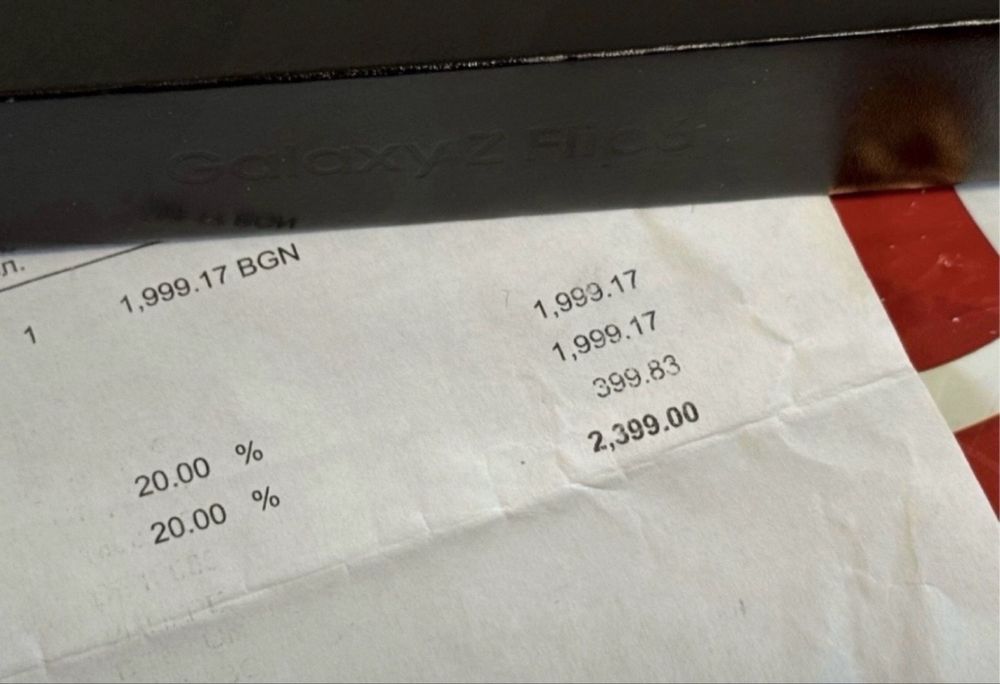 Galaxy Z Flip6
л.
1 1,999.17 BGN 1,999.17
1,999.17
20.00 % 399.83
20.00 % 2,399.00